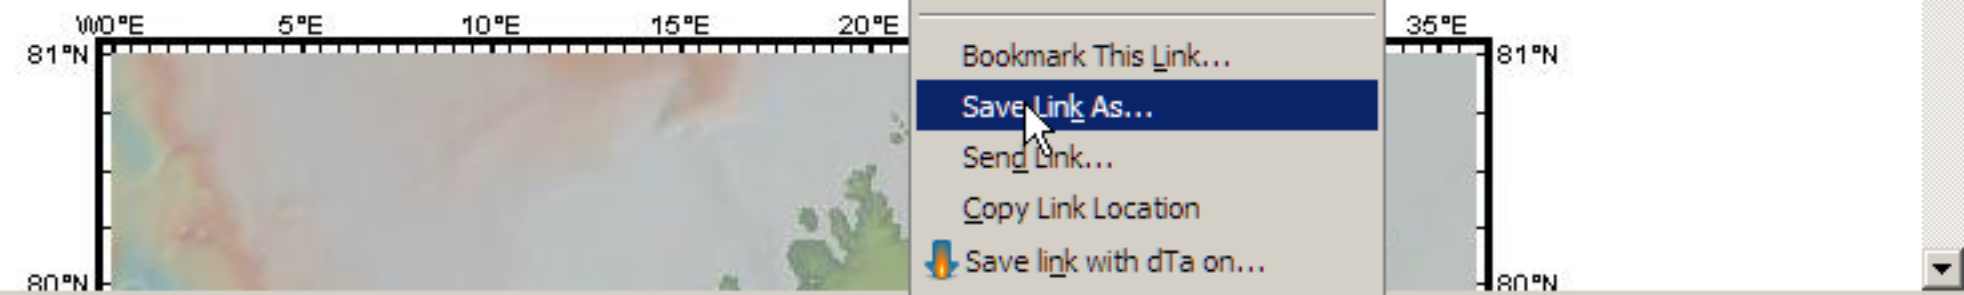 W0°E 5°E 10°E 15°E 20°E 35°E
81°N 81°N
Bookmark This Link...
Save Link As...
Send Link...
Copy Link Location
Save link with dTa on...
80°N 80°N